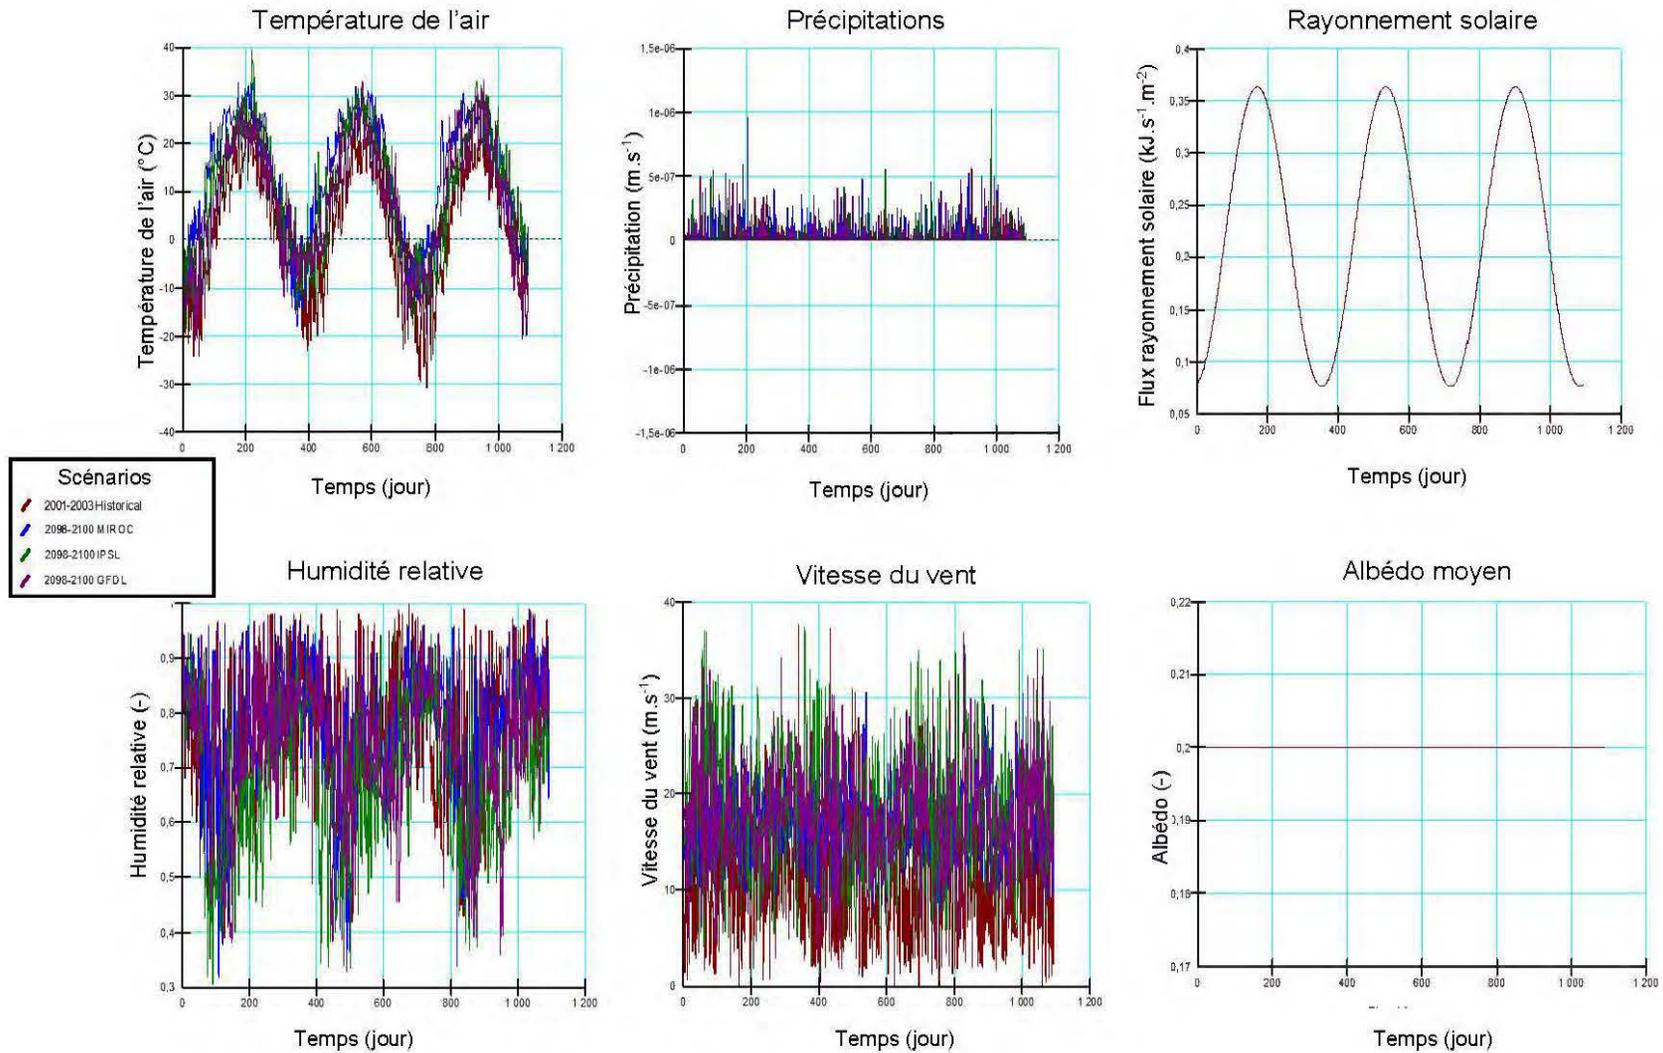 Température de l'air
Précipitations
Rayonnement solaire
Température de l'air (°C)
40
30
20
10
0
-10
-20
-30
-40
0 200 400 600 800 1 000 1 200
Temps (jour)
Précipitation (m.s⁻¹)
1,5e-06
1e-06
5e-07
0
-5e-07
-1e-06
-1,5e-06
0 200 400 600 800 1 000 1 200
Temps (jour)
Flux rayonnement solaire (kJ.s⁻¹.m⁻²)
0,4
0,35
0,3
0,25
0,2
0,15
0,1
0,05
0 200 400 600 800 1 000 1 200
Temps (jour)
Scénarios
2001-2003 Historical
2098-2100 MIROC
2098-2100 IPSL
2098-2100 GFDL
Humidité relative
Vitesse du vent
Albédo moyen
Humidité relative (-)
0,9
0,8
0,7
0,6
0,5
0,4
0,3
0 200 400 600 800 1 000 1 200
Temps (jour)
Vitesse du vent (m.s⁻¹)
40
30
20
10
0
0 200 400 600 800 1 000 1 200
Temps (jour)
Albédo (-)
0,22
0,21
0,2
0,19
0,18
0,17
0 200 400 600 800 1 000 1 200
Temps (jour)